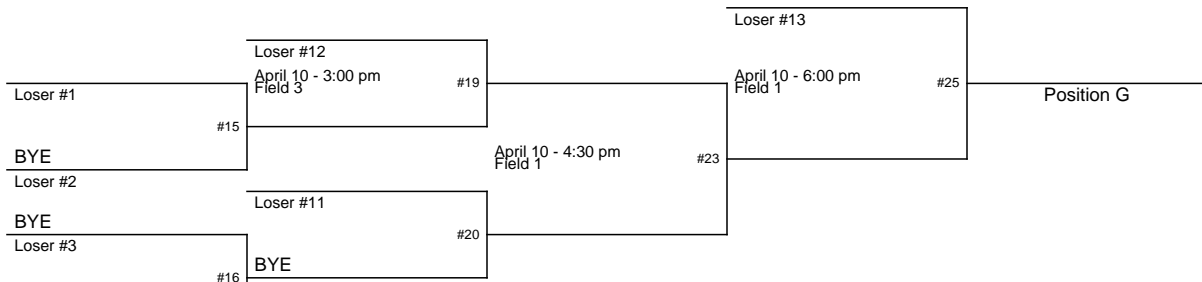 Loser #13
Loser #12
April 10 - 3:00 pm
Field 3
#19
April 10 - 6:00 pm
Field 1
#25
Loser #1
Position G
#15
BYE
April 10 - 4:30 pm
Field 1
#23
Loser #2
Loser #11
BYE
Loser #3
#20
BYE
#16